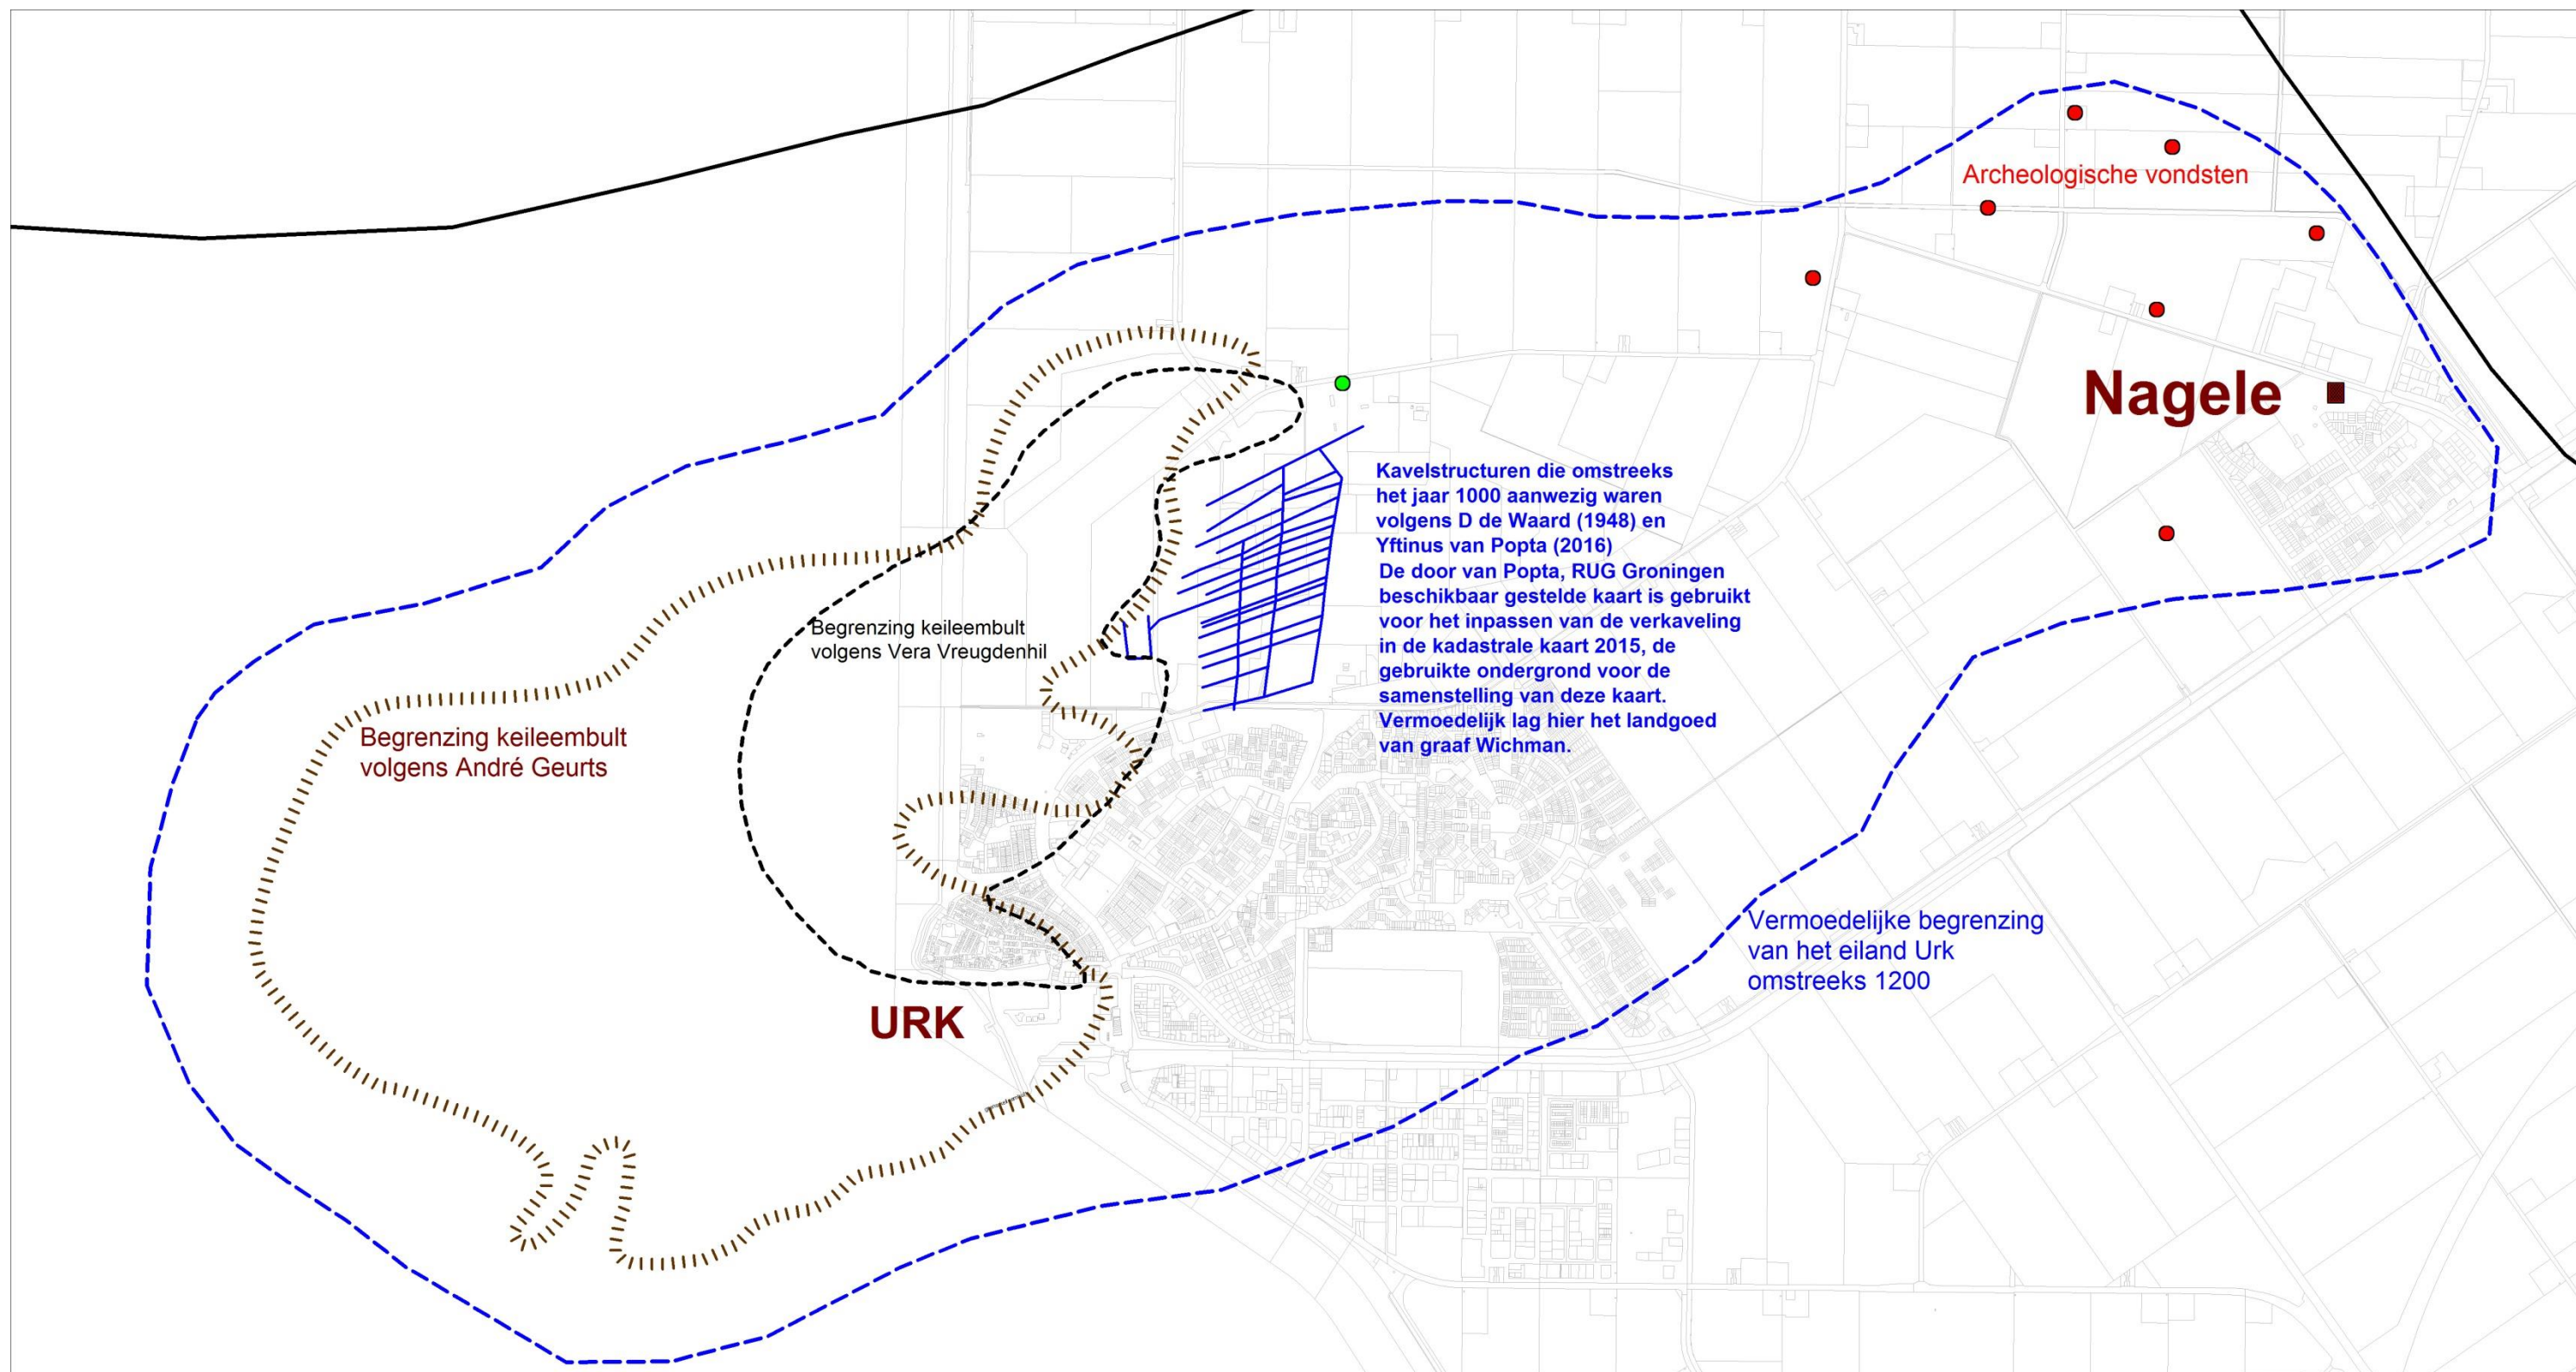 Archeologische vondsten
Nagele
Kavelstructuren die omstreeks
het jaar 1000 aanwezig waren
volgens D de Waard (1948) en
Yftinus van Popta (2016)
De door van Popta, RUG Groningen
beschikbaar gestelde kaart is gebruikt
voor het inpassen van de verkaveling
in de kadastrale kaart 2015, de
gebruikte ondergrond voor de
samenstelling van deze kaart.
Vermoedelijk lag hier het landgoed
van graaf Wichman.
Begrenzing keileembult
volgens Vera Vreugdenhil
Begrenzing keileembult
volgens André Geurts
Vermoedelijke begrenzing
van het eiland Urk
omstreeks 1200
URK